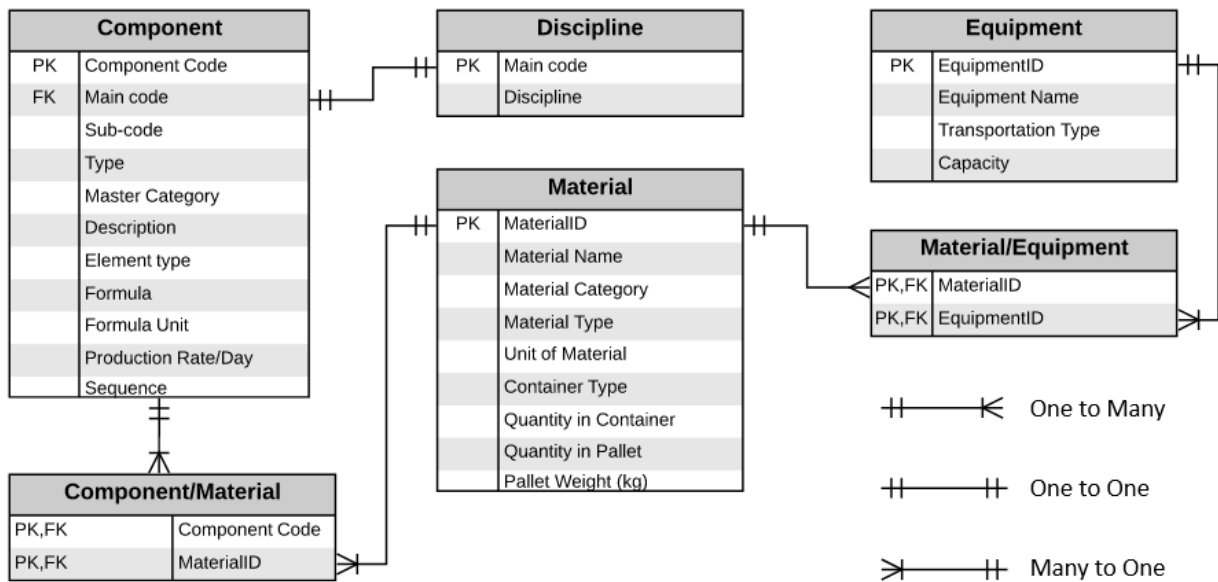 Component
PK Component Code
FK Main code
Sub-code
Type
Master Category
Description
Element type
Formula
Formula Unit
Production Rate/Day
Sequence
Discipline
PK Main code
Discipline
Equipment
PK EquipmentID
Equipment Name
Transportation Type
Capacity
Material
PK MaterialID
Material Name
Material Category
Material Type
Unit of Material
Container Type
Quantity in Container
Quantity in Pallet
Pallet Weight (kg)
Material/Equipment
PK,FK MaterialID
PK,FK EquipmentID
Component/Material
PK,FK Component Code
PK,FK MaterialID
One to Many
One to One
Many to One